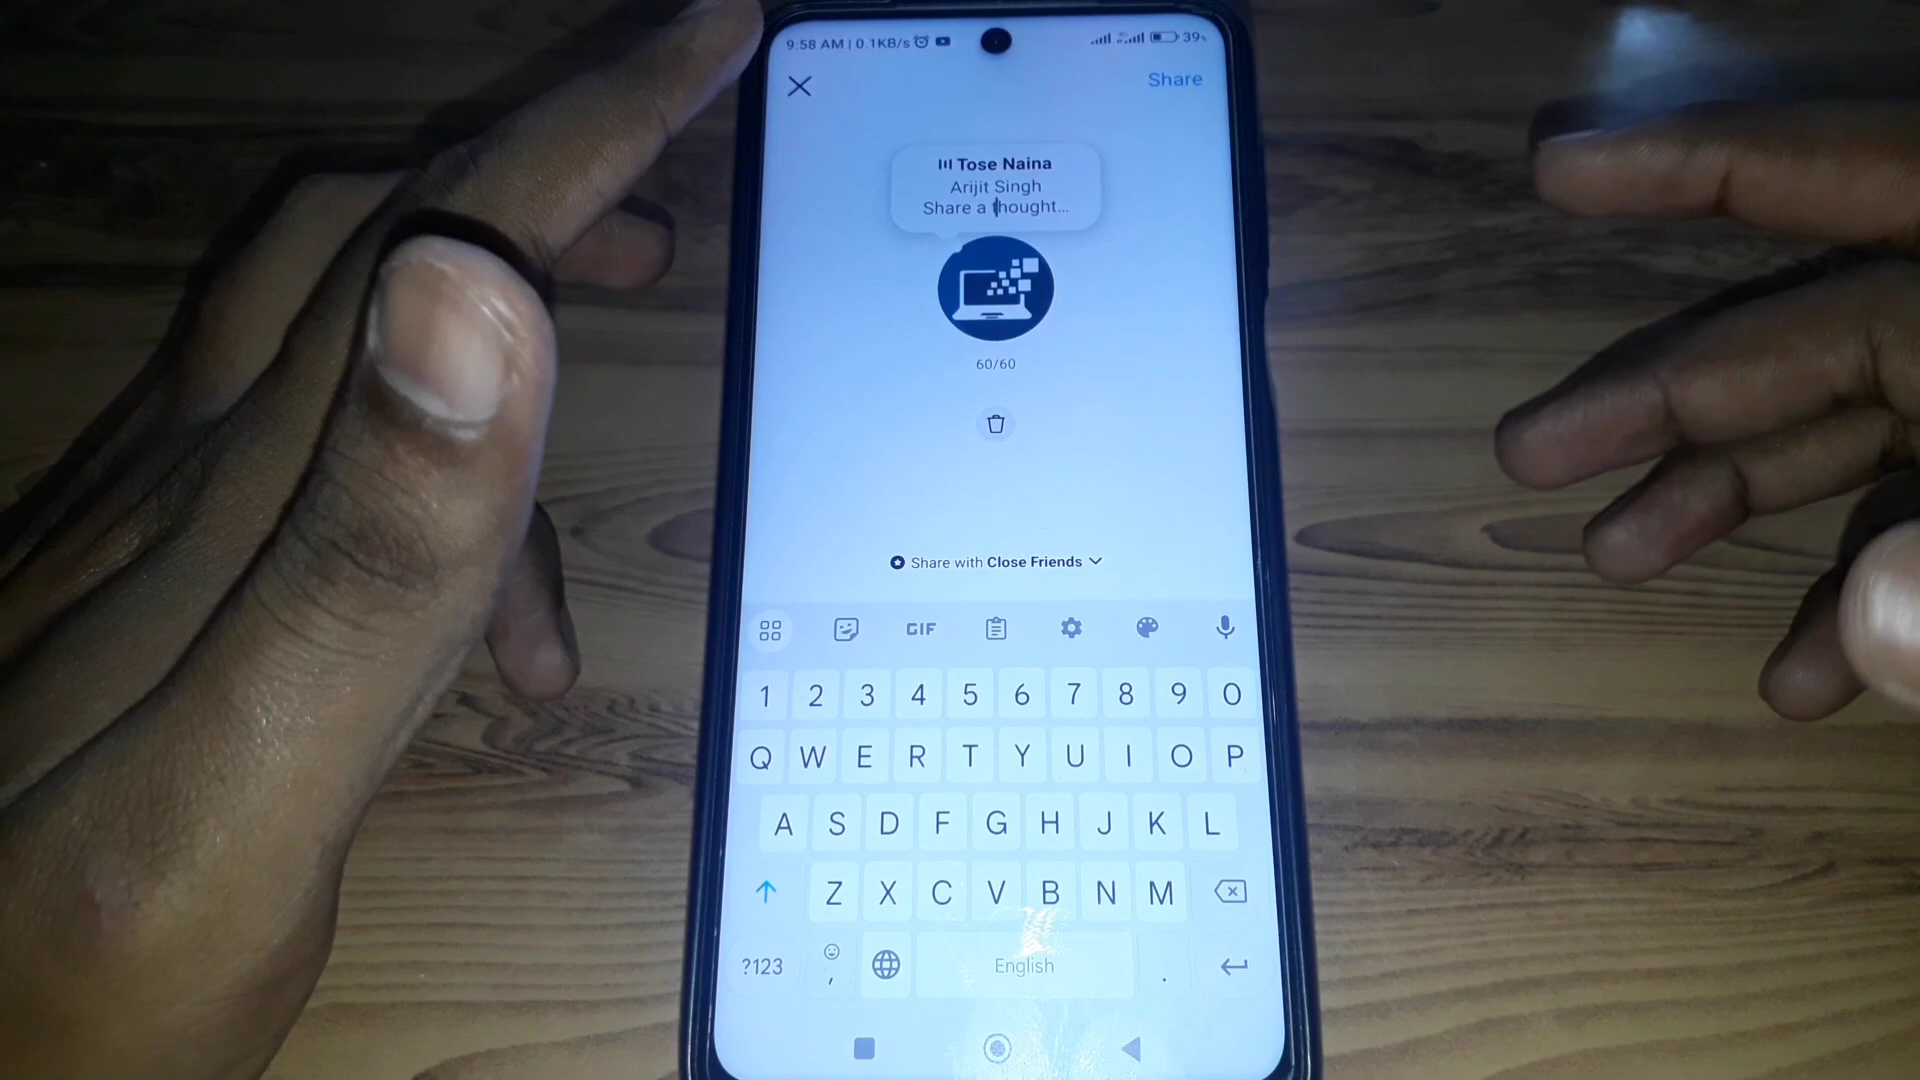 9:58 AM | 0.1KB/s 39%
Share
Tose Naina
Arijit Singh
Share a thought...
60/60
Share with Close Friends
GIF
1 2 3 4 5 6 7 8 9 0
Q W E R T Y U I O P
A S D F G H J K L
Z X C V B N M
?123 , English .